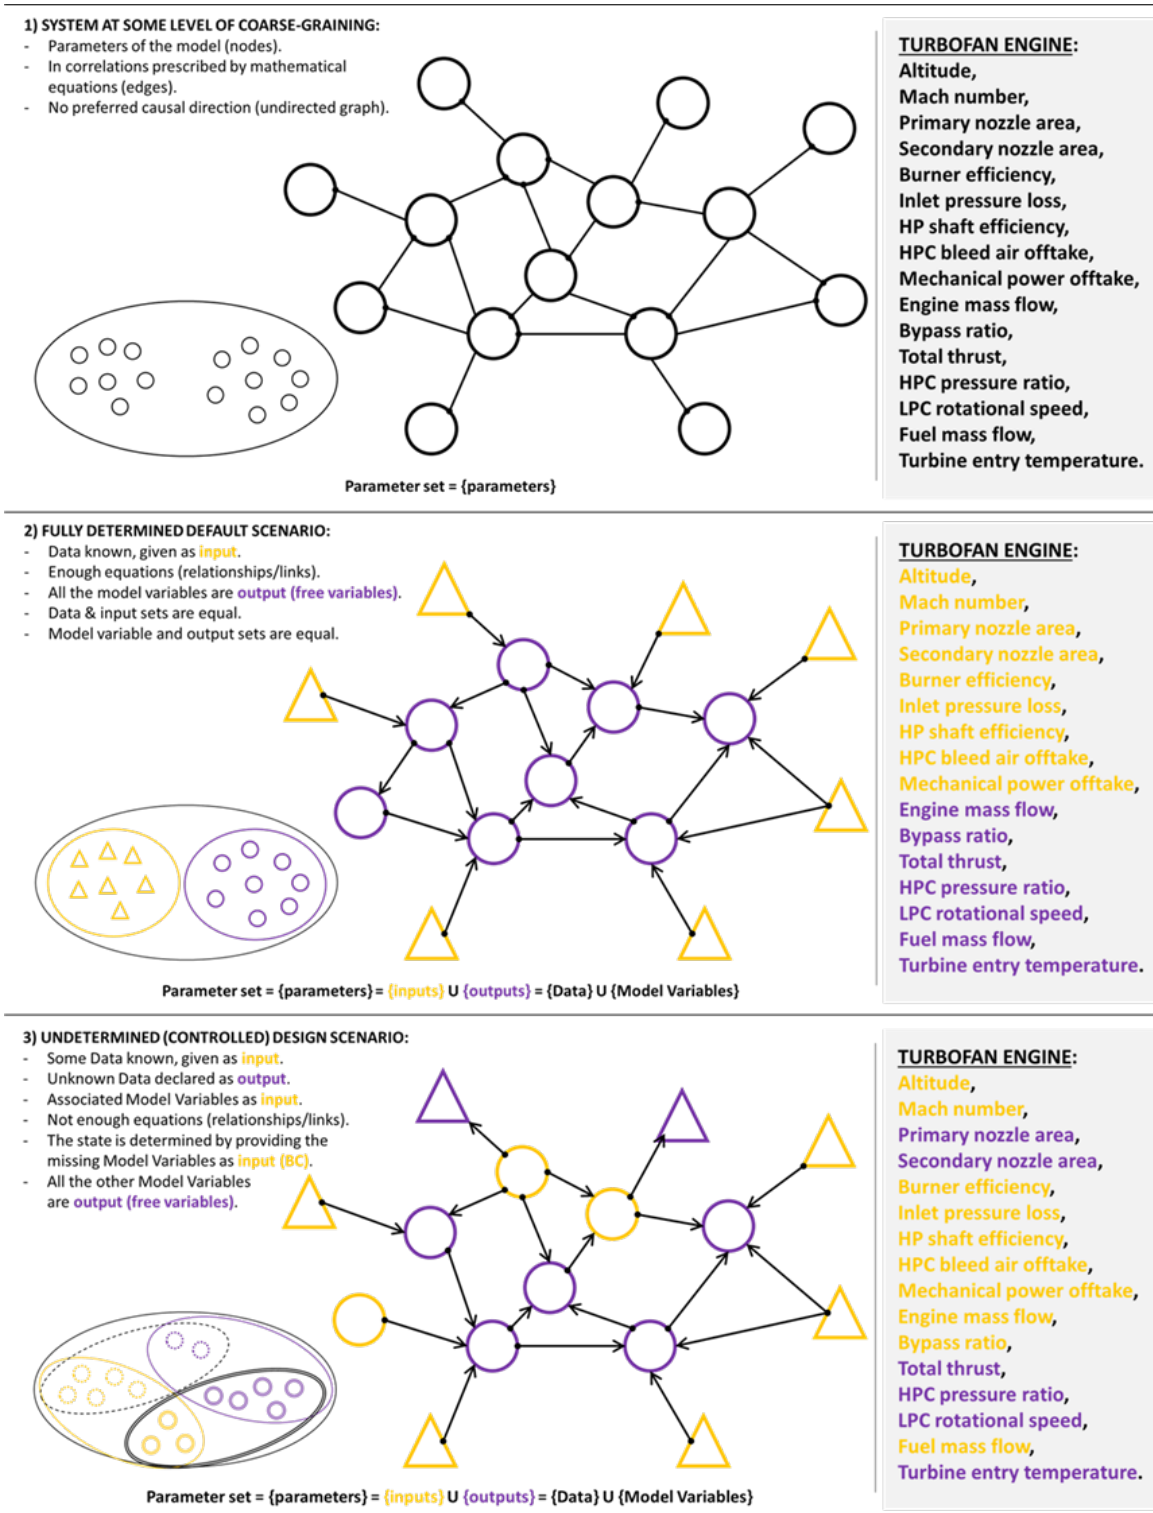 1) SYSTEM AT SOME LEVEL OF COARSE-GRAINING:
- Parameters of the model (nodes).
- In correlations prescribed by mathematical
equations (edges).
- No preferred causal direction (undirected graph).
Parameter set = {parameters}
TURBOFAN ENGINE:
Altitude,
Mach number,
Primary nozzle area,
Secondary nozzle area,
Burner efficiency,
Inlet pressure loss,
HP shaft efficiency,
HPC bleed air offtake,
Mechanical power offtake,
Engine mass flow,
Bypass ratio,
Total thrust,
HPC pressure ratio,
LPC rotational speed,
Fuel mass flow,
Turbine entry temperature.
2) FULLY DETERMINED DEFAULT SCENARIO:
- Data known, given as input.
- Enough equations (relationships/links).
- All the model variables are output (free variables).
- Data & input sets are equal.
- Model variable and output sets are equal.
Parameter set = {parameters} = {inputs} U {outputs} = {Data} U {Model Variables}
TURBOFAN ENGINE:
Altitude,
Mach number,
Primary nozzle area,
Secondary nozzle area,
Burner efficiency,
Inlet pressure loss,
HP shaft efficiency,
HPC bleed air offtake,
Mechanical power offtake,
Engine mass flow,
Bypass ratio,
Total thrust,
HPC pressure ratio,
LPC rotational speed,
Fuel mass flow,
Turbine entry temperature.
3) UNDETERMINED (CONTROLLED) DESIGN SCENARIO:
- Some Data known, given as input.
- Unknown Data declared as output.
- Associated Model Variables as input.
- Not enough equations (relationships/links).
- The state is determined by providing the
missing Model Variables as input (BC).
- All the other Model Variables
are output (free variables).
Parameter set = {parameters} = {inputs} U {outputs} = {Data} U {Model Variables}
TURBOFAN ENGINE:
Altitude,
Mach number,
Primary nozzle area,
Secondary nozzle area,
Burner efficiency,
Inlet pressure loss,
HP shaft efficiency,
HPC bleed air offtake,
Mechanical power offtake,
Engine mass flow,
Bypass ratio,
Total thrust,
HPC pressure ratio,
LPC rotational speed,
Fuel mass flow,
Turbine entry temperature.